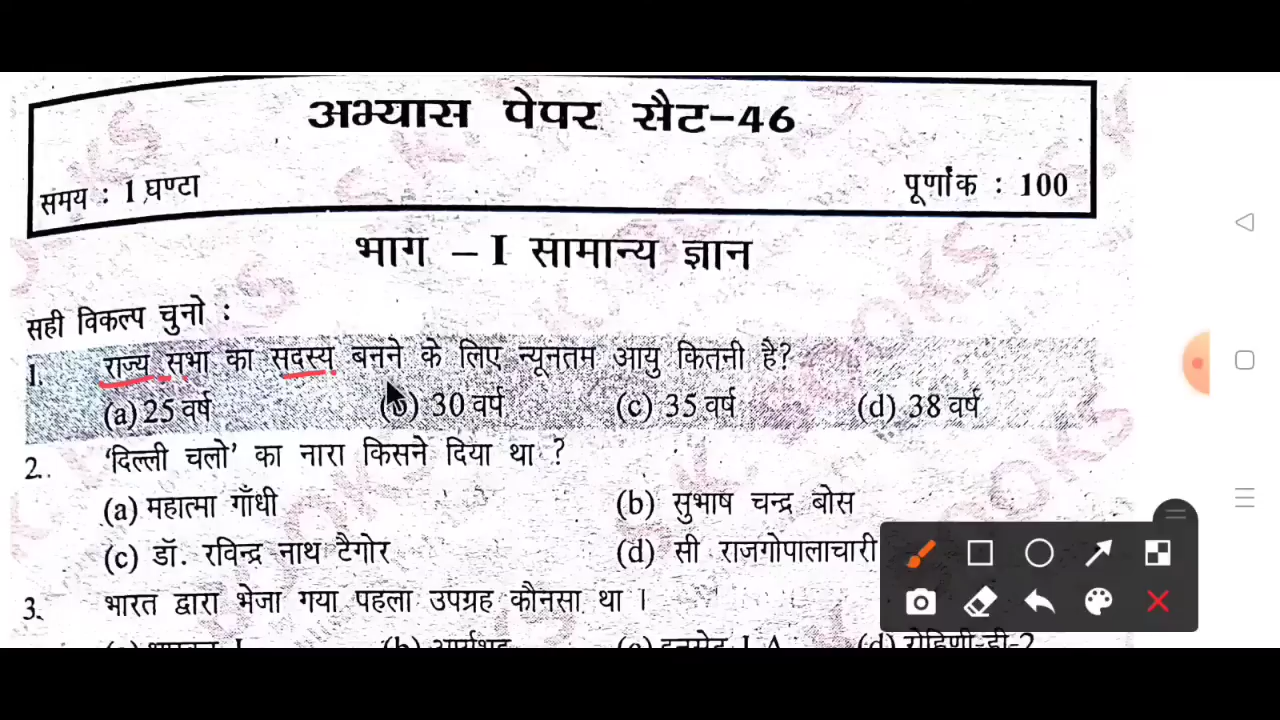 अभ्यास पेपर सैट-46
समय : 1 घण्टा
पूर्णांक : 100
भाग – I सामान्य ज्ञान
सही विकल्प चुनो :
1. राज्य सभा का सदस्य बनने के लिए न्यूनतम आयु कितनी है?
(a) 25 वर्ष (b) 30 वर्ष (c) 35 वर्ष (d) 38 वर्ष
2. 'दिल्ली चलो' का नारा किसने दिया था ?
(a) महात्मा गाँधी (b) सुभाष चन्द्र बोस
(c) डॉ. रविन्द्र नाथ टैगोर (d) सी राजगोपालाचारी
3. भारत द्वारा भेजा गया पहला उपग्रह कौनसा था ।